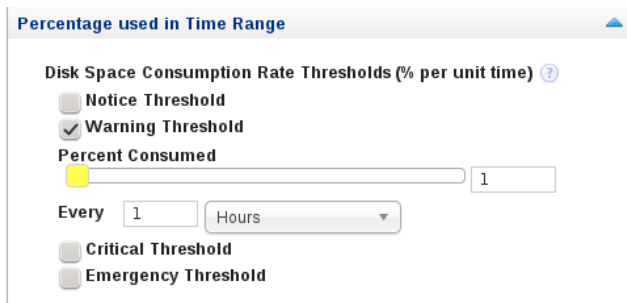 Percentage used in Time Range
Disk Space Consumption Rate Thresholds (% per unit time) ?
Notice Threshold
Warning Threshold
Percent Consumed
1
Every 1 Hours
Critical Threshold
Emergency Threshold